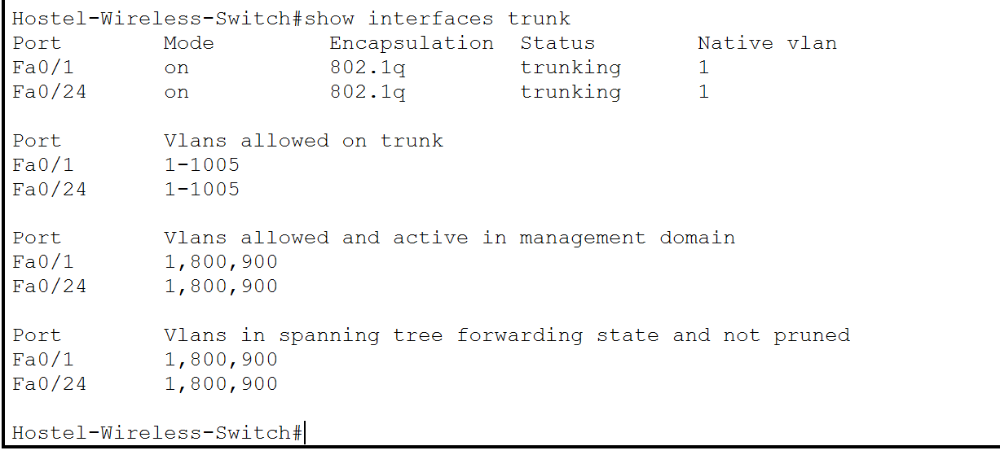 Hostel-Wireless-Switch#show interfaces trunk
Port        Mode         Encapsulation  Status        Native vlan
Fa0/1       on           802.1q         trunking      1
Fa0/24      on           802.1q         trunking      1

Port        Vlans allowed on trunk
Fa0/1       1-1005
Fa0/24      1-1005

Port        Vlans allowed and active in management domain
Fa0/1       1,800,900
Fa0/24      1,800,900

Port        Vlans in spanning tree forwarding state and not pruned
Fa0/1       1,800,900
Fa0/24      1,800,900

Hostel-Wireless-Switch#